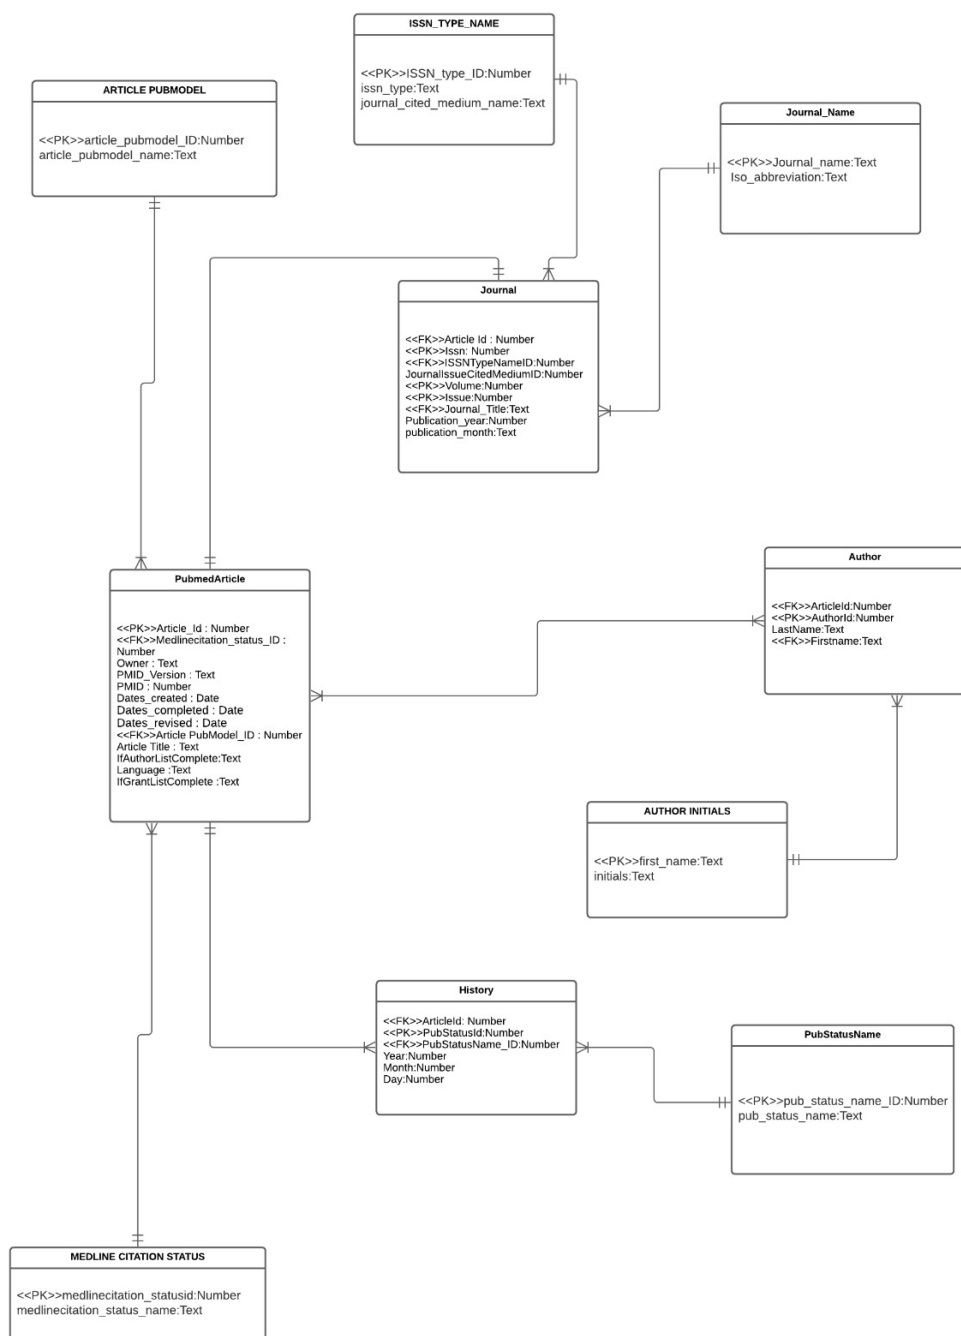 ISSN_TYPE_NAME
<<PK>>ISSN_type_ID:Number
issn_type:Text
journal_cited_medium_name:Text
ARTICLE PUBMODEL
<<PK>>article_pubmodel_ID:Number
article_pubmodel_name:Text
Journal_Name
<<PK>>Journal_name:Text
Iso_abbreviation:Text
Journal
<<FK>>Article Id : Number
<<PK>>Issn: Number
<<FK>>ISSNTypeNameID:Number
JournalIssueCitedMediumID:Number
<<PK>>Volume:Number
<<PK>>Issue:Number
<<FK>>Journal_Title:Text
Publication_year:Number
publication_month:Text
PubmedArticle
<<PK>>Article_Id : Number
<<FK>>Medlinecitation_status_ID :
Number
Owner : Text
PMID_Version : Text
PMID : Number
Dates_created : Date
Dates_completed : Date
Dates_revised : Date
<<FK>>Article PubModel_ID : Number
Article Title : Text
IfAuthorListComplete:Text
Language :Text
IfGrantListComplete :Text
Author
<<FK>>ArticleId:Number
<<PK>>AuthorId:Number
LastName:Text
<<FK>>Firstname:Text
AUTHOR INITIALS
<<PK>>first_name:Text
initials:Text
History
<<FK>>ArticleId: Number
<<PK>>PubStatusId:Number
<<FK>>PubStatusName_ID:Number
Year:Number
Month:Number
Day:Number
PubStatusName
<<PK>>pub_status_name_ID:Number
pub_status_name:Text
MEDLINE CITATION STATUS
<<PK>>medlinecitation_statusid:Number
medlinecitation_status_name:Text